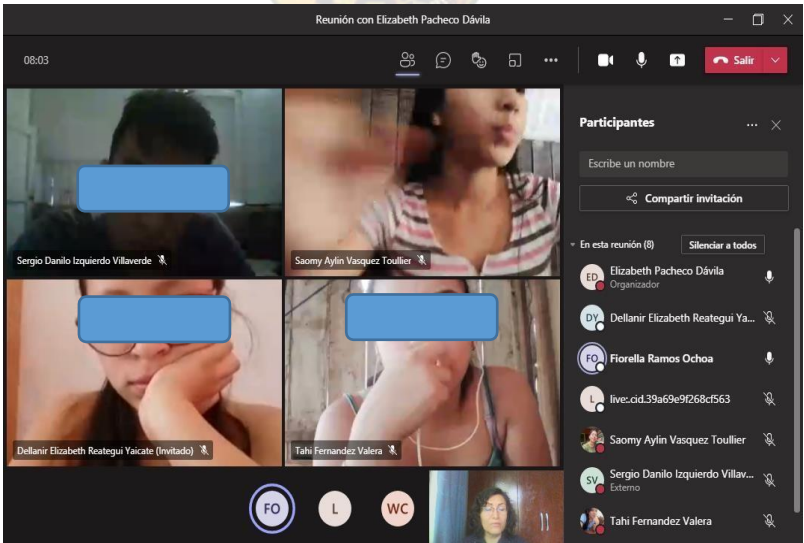 Reunión con Elizabeth Pacheco Dávila
08:03
Salir
Sergio Danilo Izquierdo Villaverde
Saomy Aylin Vasquez Toullier
Dellanir Elizabeth Reategui Yaicate (Invitado)
Tahi Fernandez Valera
FO
L
WC
Participantes
Escribe un nombre
Compartir invitación
En esta reunión (8)
Silenciar a todos
ED
Elizabeth Pacheco Dávila
Organizador
DY
Dellanir Elizabeth Reategui Ya...
FO
Fiorella Ramos Ochoa
L
live:.cid.39a69e9f268cf563
Saomy Aylin Vasquez Toullier
SV
Sergio Danilo Izquierdo Villav...
Externo
Tahi Fernandez Valera